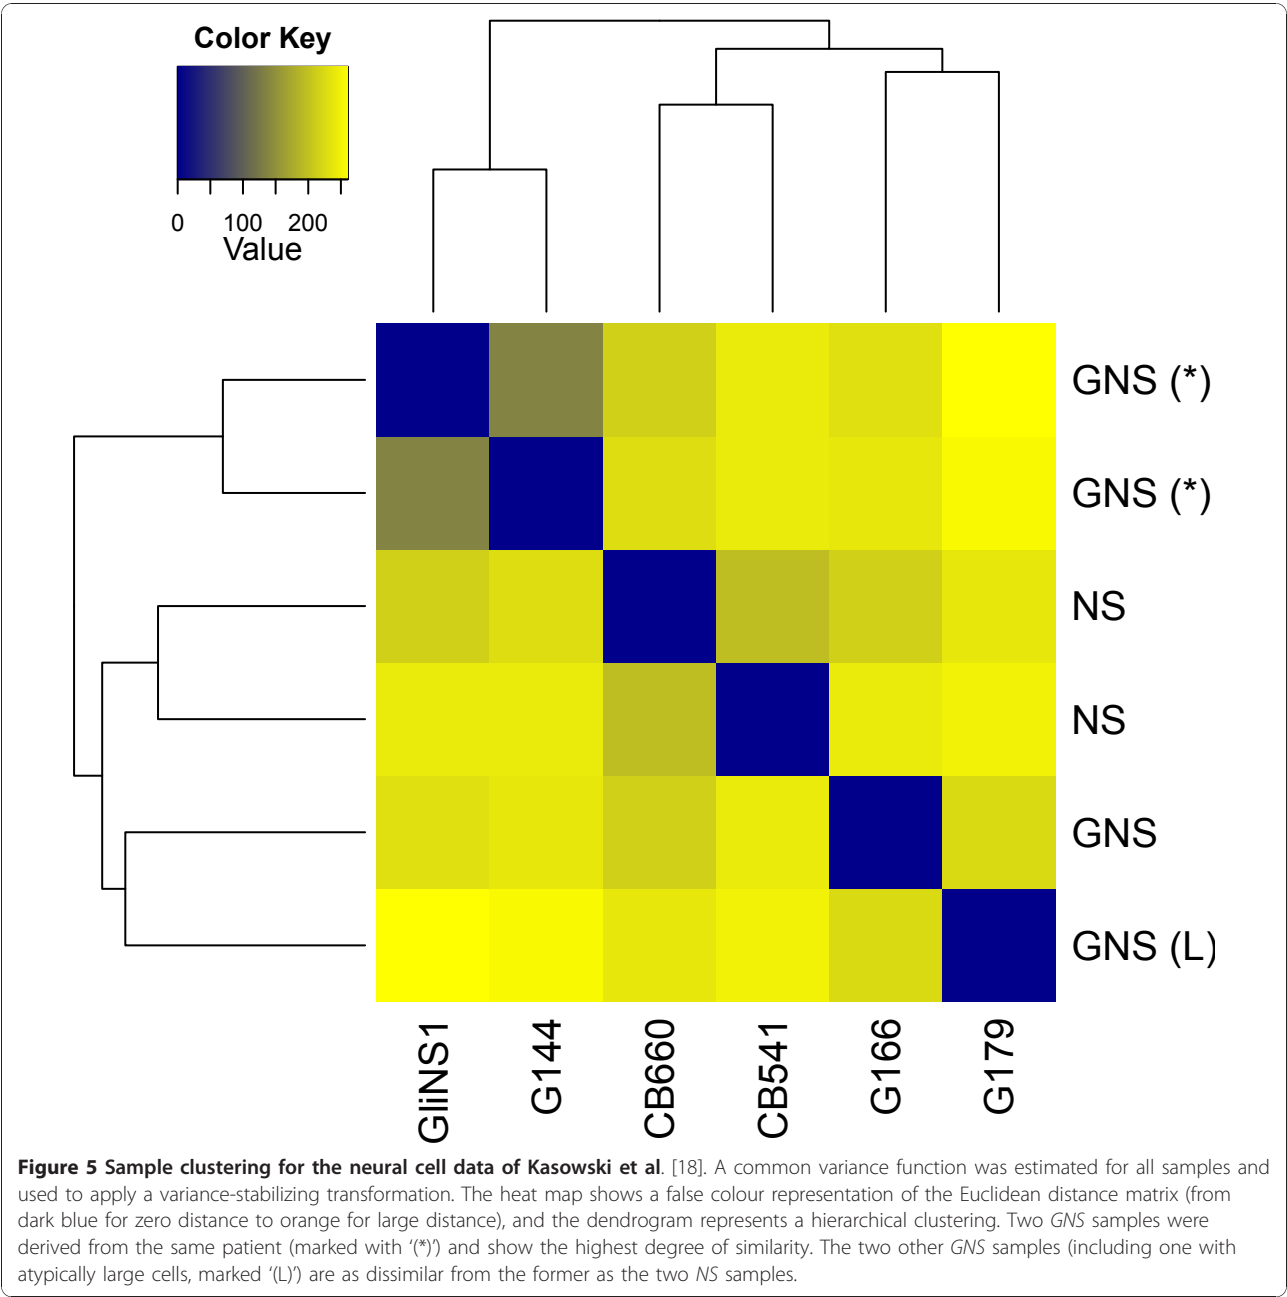 Color Key
0 100 200
Value
GNS (*)
GNS (*)
NS
NS
GNS
GNS (L)
GliNS1
G144
CB660
CB541
G166
G179
Figure 5 Sample clustering for the neural cell data of Kasowski et al. [18]. A common variance function was estimated for all samples and
used to apply a variance-stabilizing transformation. The heat map shows a false colour representation of the Euclidean distance matrix (from
dark blue for zero distance to orange for large distance), and the dendrogram represents a hierarchical clustering. Two GNS samples were
derived from the same patient (marked with ‘(*)’) and show the highest degree of similarity. The two other GNS samples (including one with
atypically large cells, marked ‘(L)’) are as dissimilar from the former as the two NS samples.